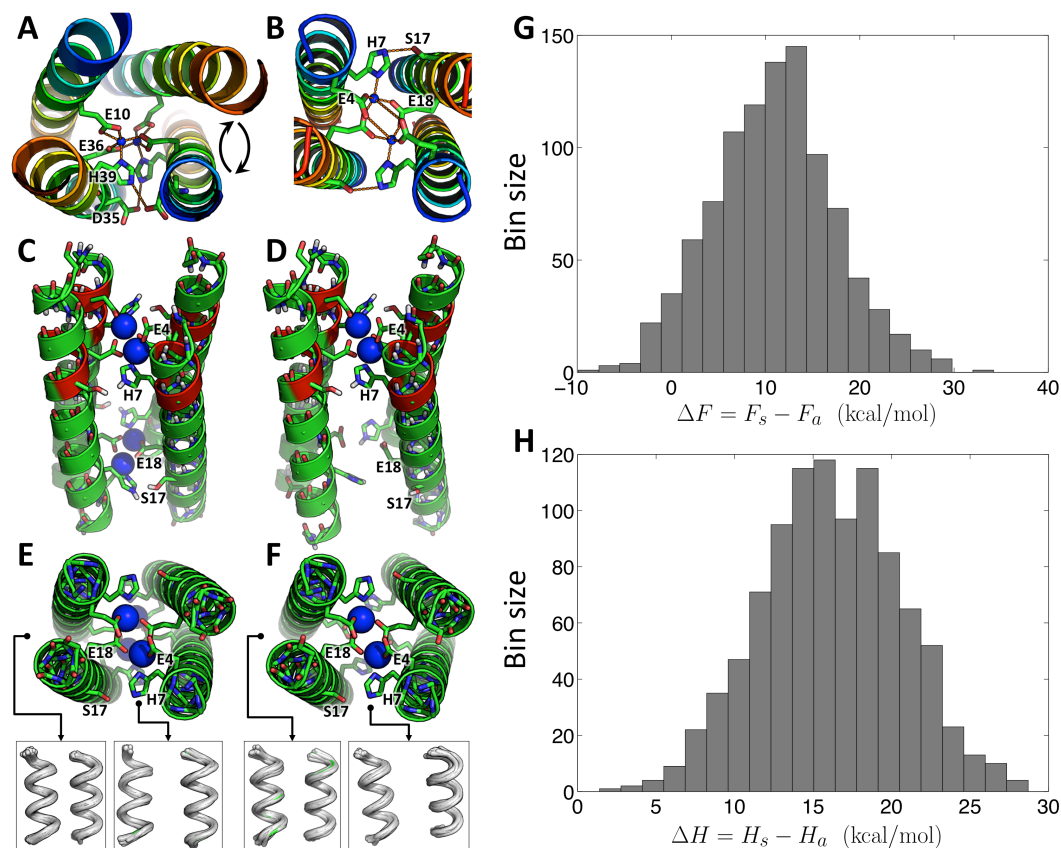 A
E10
E36
H39
D35
B
H7
S17
E4
E18
C
E4
H7
E18
S17
D
E4
H7
E18
S17
E
E18
E4
S17
H7
F
E18
E4
S17
H7
G
Bin size
150
100
50
0
−10
0
10
20
30
40
ΔF = F_s − F_a (kcal/mol)
H
Bin size
120
100
80
60
40
20
0
0
5
10
15
20
25
30
ΔH = H_s − H_a (kcal/mol)